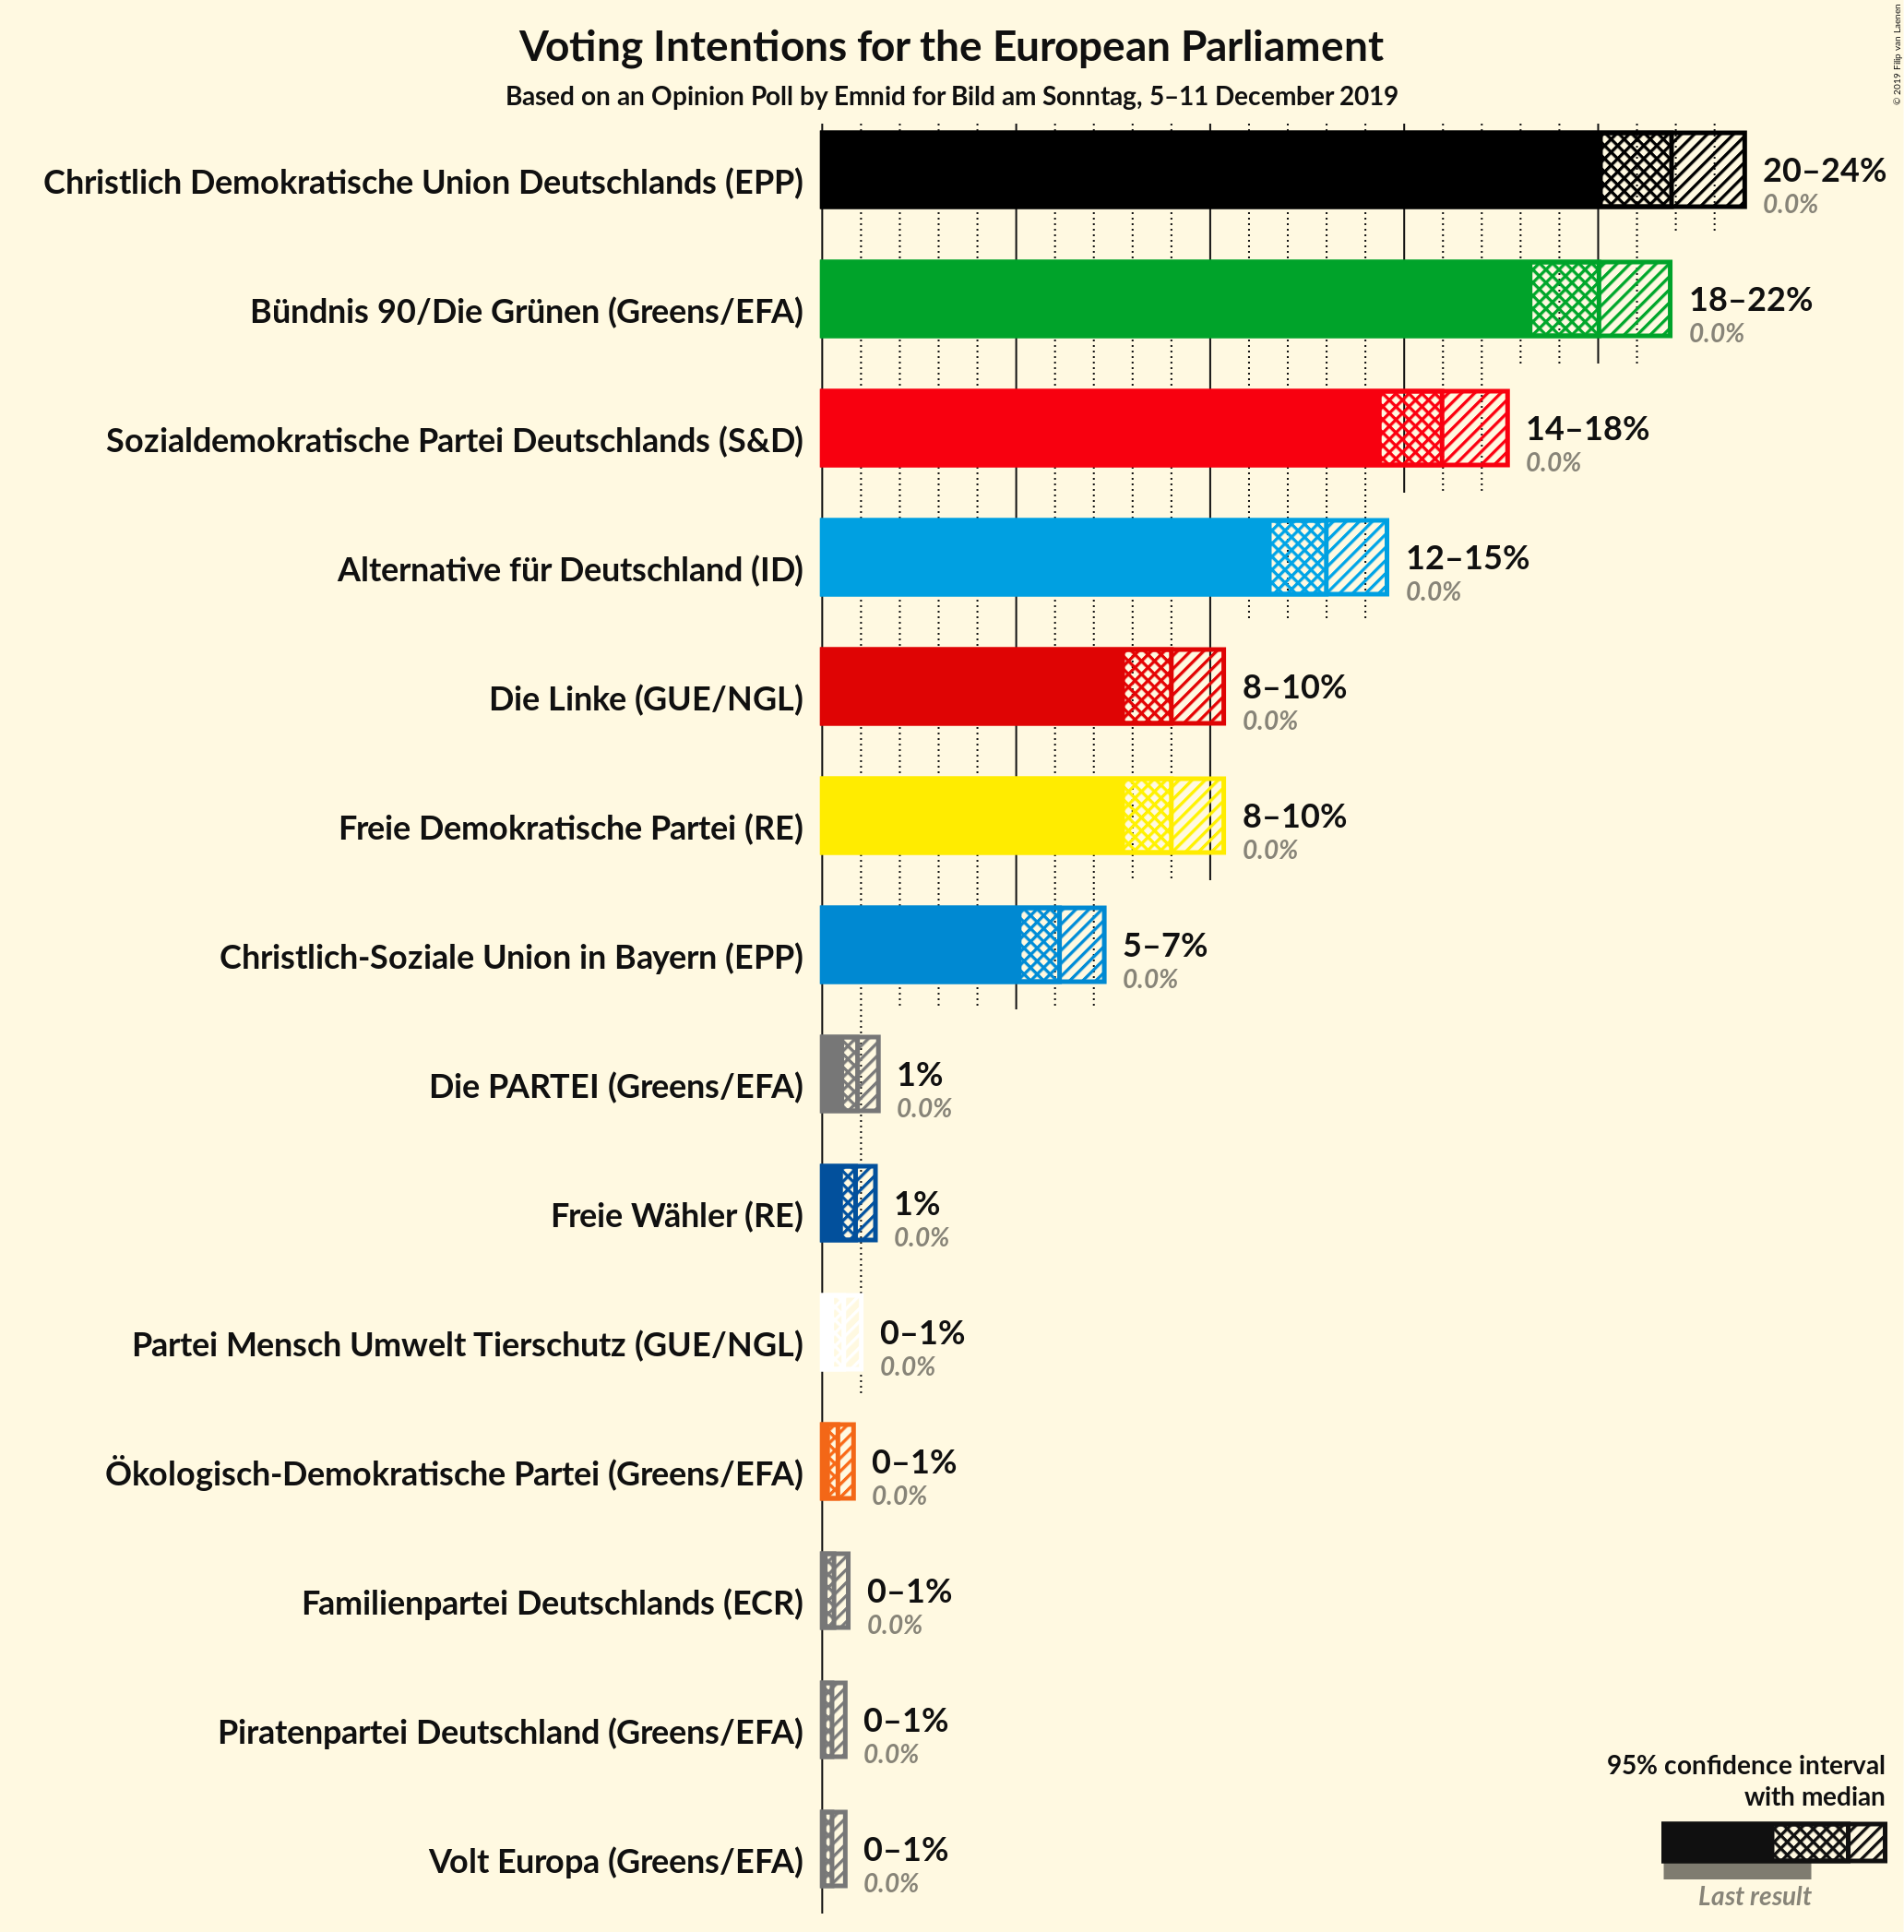 Voting Intentions for the European Parliament
Based on an Opinion Poll by Emnid for Bild am Sonntag, 5–11 December 2019
© 2019 Filip van Laenen
Christlich Demokratische Union Deutschlands (EPP)
20–24%
0.0%
Bündnis 90/Die Grünen (Greens/EFA)
18–22%
0.0%
Sozialdemokratische Partei Deutschlands (S&D)
14–18%
0.0%
Alternative für Deutschland (ID)
12–15%
0.0%
Die Linke (GUE/NGL)
8–10%
0.0%
Freie Demokratische Partei (RE)
8–10%
0.0%
Christlich-Soziale Union in Bayern (EPP)
5–7%
0.0%
Die PARTEI (Greens/EFA)
1%
0.0%
Freie Wähler (RE)
1%
0.0%
Partei Mensch Umwelt Tierschutz (GUE/NGL)
0–1%
0.0%
Ökologisch-Demokratische Partei (Greens/EFA)
0–1%
0.0%
Familienpartei Deutschlands (ECR)
0–1%
0.0%
Piratenpartei Deutschland (Greens/EFA)
0–1%
0.0%
Volt Europa (Greens/EFA)
0–1%
0.0%
95% confidence interval
with median
Last result